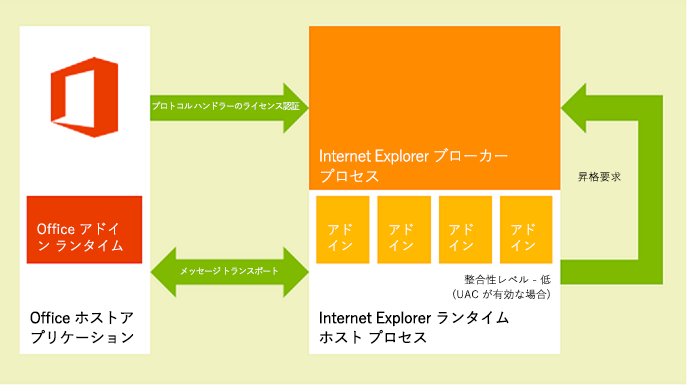 プロトコル ハンドラーのライセンス認証
Internet Explorer ブローカー
プロセス
昇格要求
Office アドイ
ン ランタイム
アド
イン
アド
イン
アド
イン
アド
イン
メッセージ トランスポート
整合性レベル - 低
(UAC が有効な場合)
Office ホストア
プリケーション
Internet Explorer ランタイム
ホスト プロセス